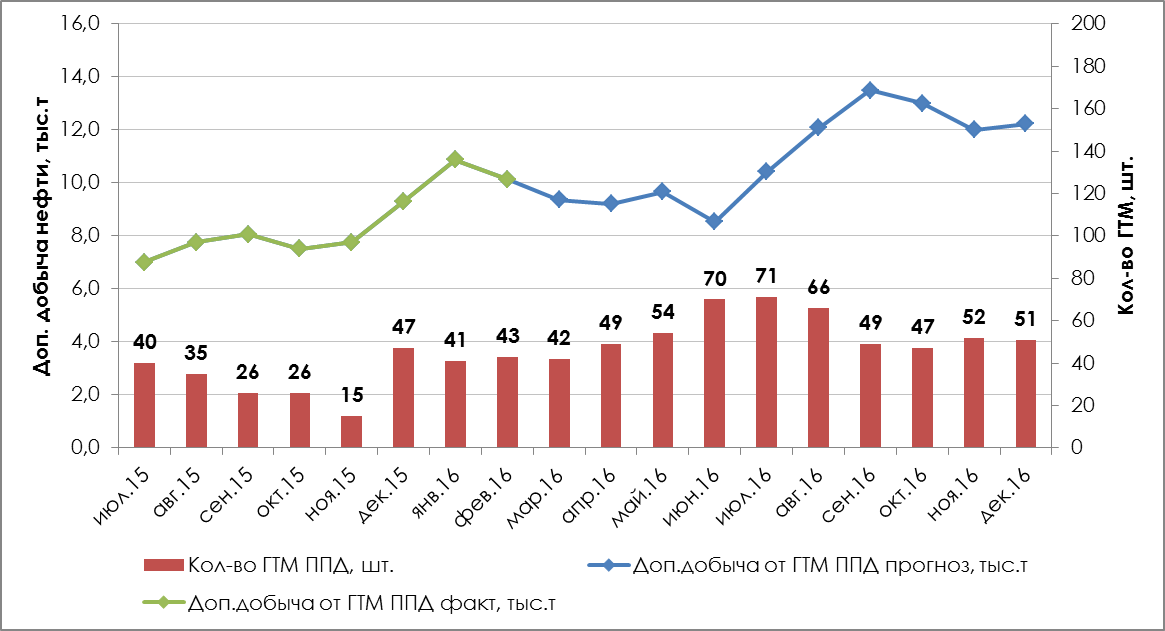 Доп. добыча нефти, тыс.т
16,0
14,0
12,0
10,0
8,0
6,0
4,0
2,0
0,0
200
180
160
140
120
100
80
60
40
20
0
Кол-во ГТМ, шт.
40
35
26
26
15
47
41
43
42
49
54
70
71
66
49
47
52
51
июл.15
авг.15
сен.15
окт.15
ноя.15
дек.15
янв.16
фев.16
мар.16
апр.16
май.16
июн.16
июл.16
авг.16
сен.16
окт.16
ноя.16
дек.16
Кол-во ГТМ ППД, шт.
Доп.добыча от ГТМ ППД прогноз, тыс.т
Доп.добыча от ГТМ ППД факт, тыс.т